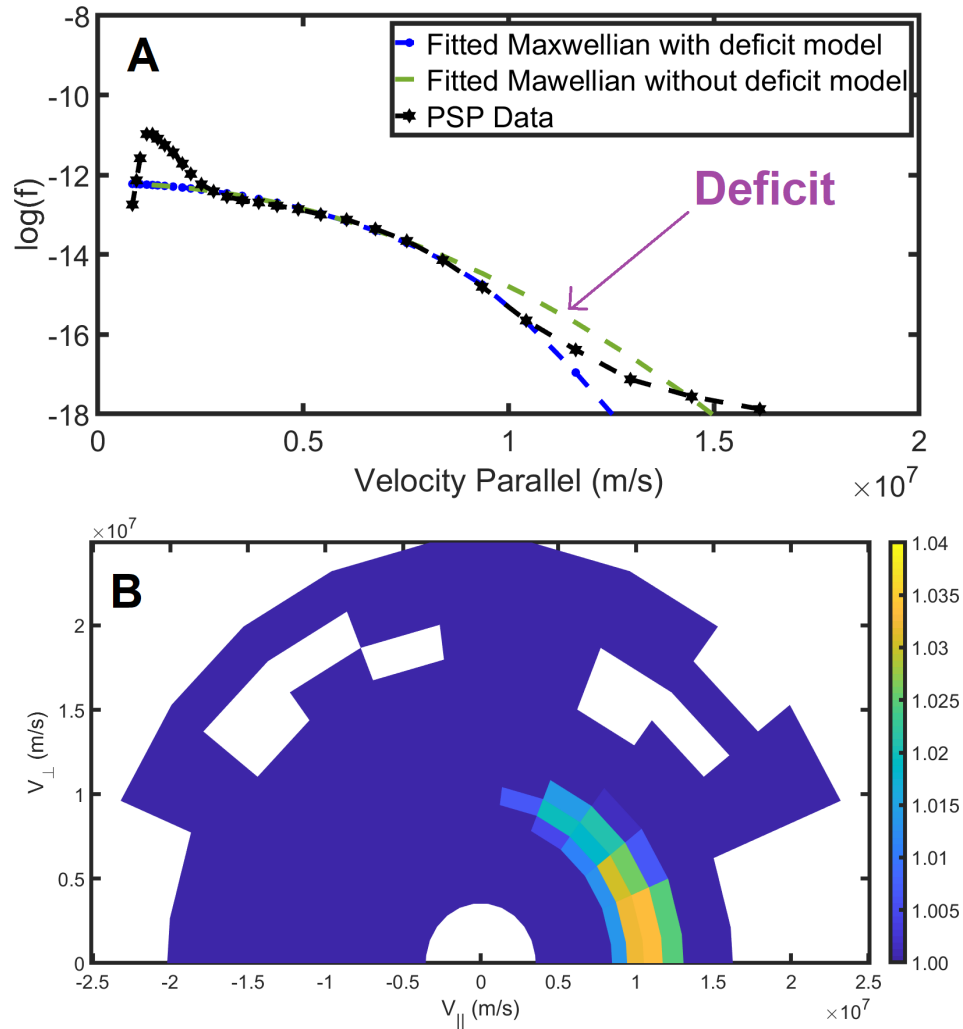 A
-8
-10
-12
-14
-16
-18
log(f)
Fitted Maxwellian with deficit model
Fitted Mawellian without deficit model
PSP Data
Deficit
0 0.5 1 1.5 2
Velocity Parallel (m/s)
×10^7
×10^7
B
2
1.5
1
0.5
0
V⊥ (m/s)
-2.5 -2 -1.5 -1 -0.5 0 0.5 1 1.5 2 2.5
V|| (m/s)
×10^7
1.04
1.035
1.03
1.025
1.02
1.015
1.01
1.005
1.00